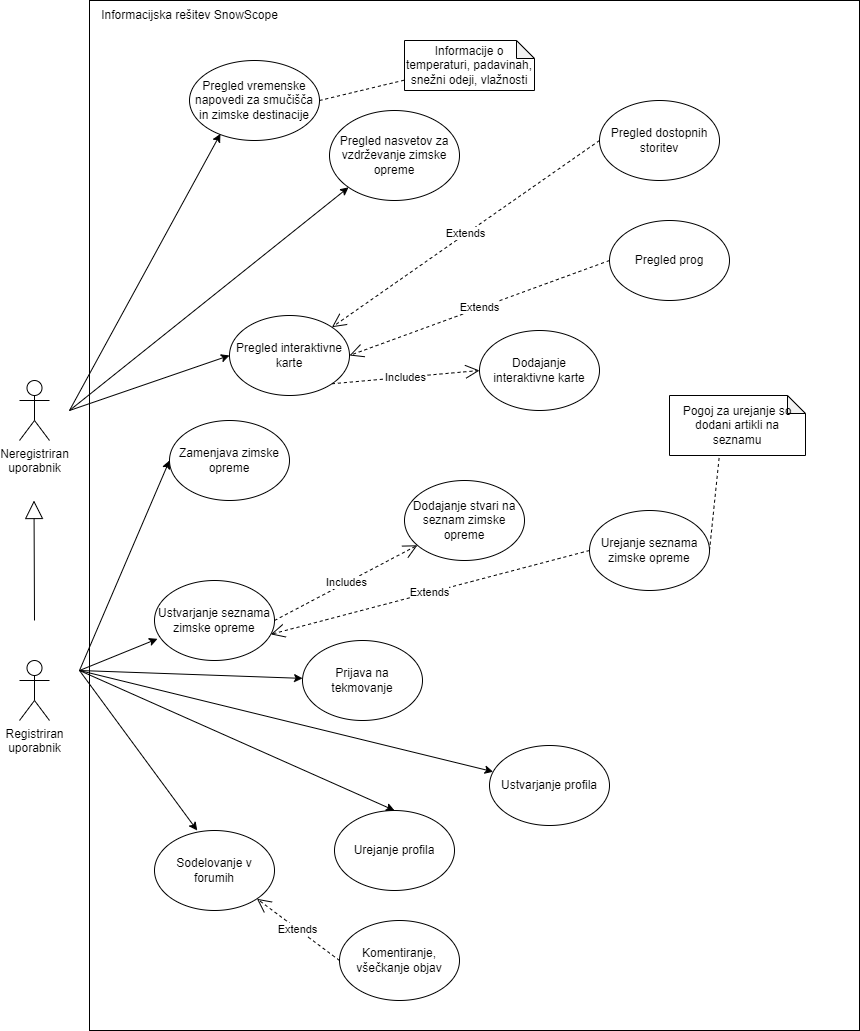 Informacijska rešitev SnowScope
Informacije o
temperaturi, padavinah,
snežni odeji, vlažnosti
Pregled vremenske
napovedi za smučišča
in zimske destinacije
Pregled nasvetov za
vzdrževanje zimske
opreme
Pregled dostopnih
storitev
Extends
Pregled prog
Extends
Pregled interaktivne
karte
Includes
Dodajanje
interaktivne karte
Neregistriran
uporabnik
Pogoj za urejanje so
dodani artikli na
seznamu
Zamenjava zimske
opreme
Dodajanje stvari na
seznam zimske
opreme
Urejanje seznama
zimske opreme
Includes
Extends
Ustvarjanje seznama
zimske opreme
Prijava na
tekmovanje
Registriran
uporabnik
Ustvarjanje profila
Urejanje profila
Sodelovanje v
forumih
Extends
Komentiranje,
všečkanje objav